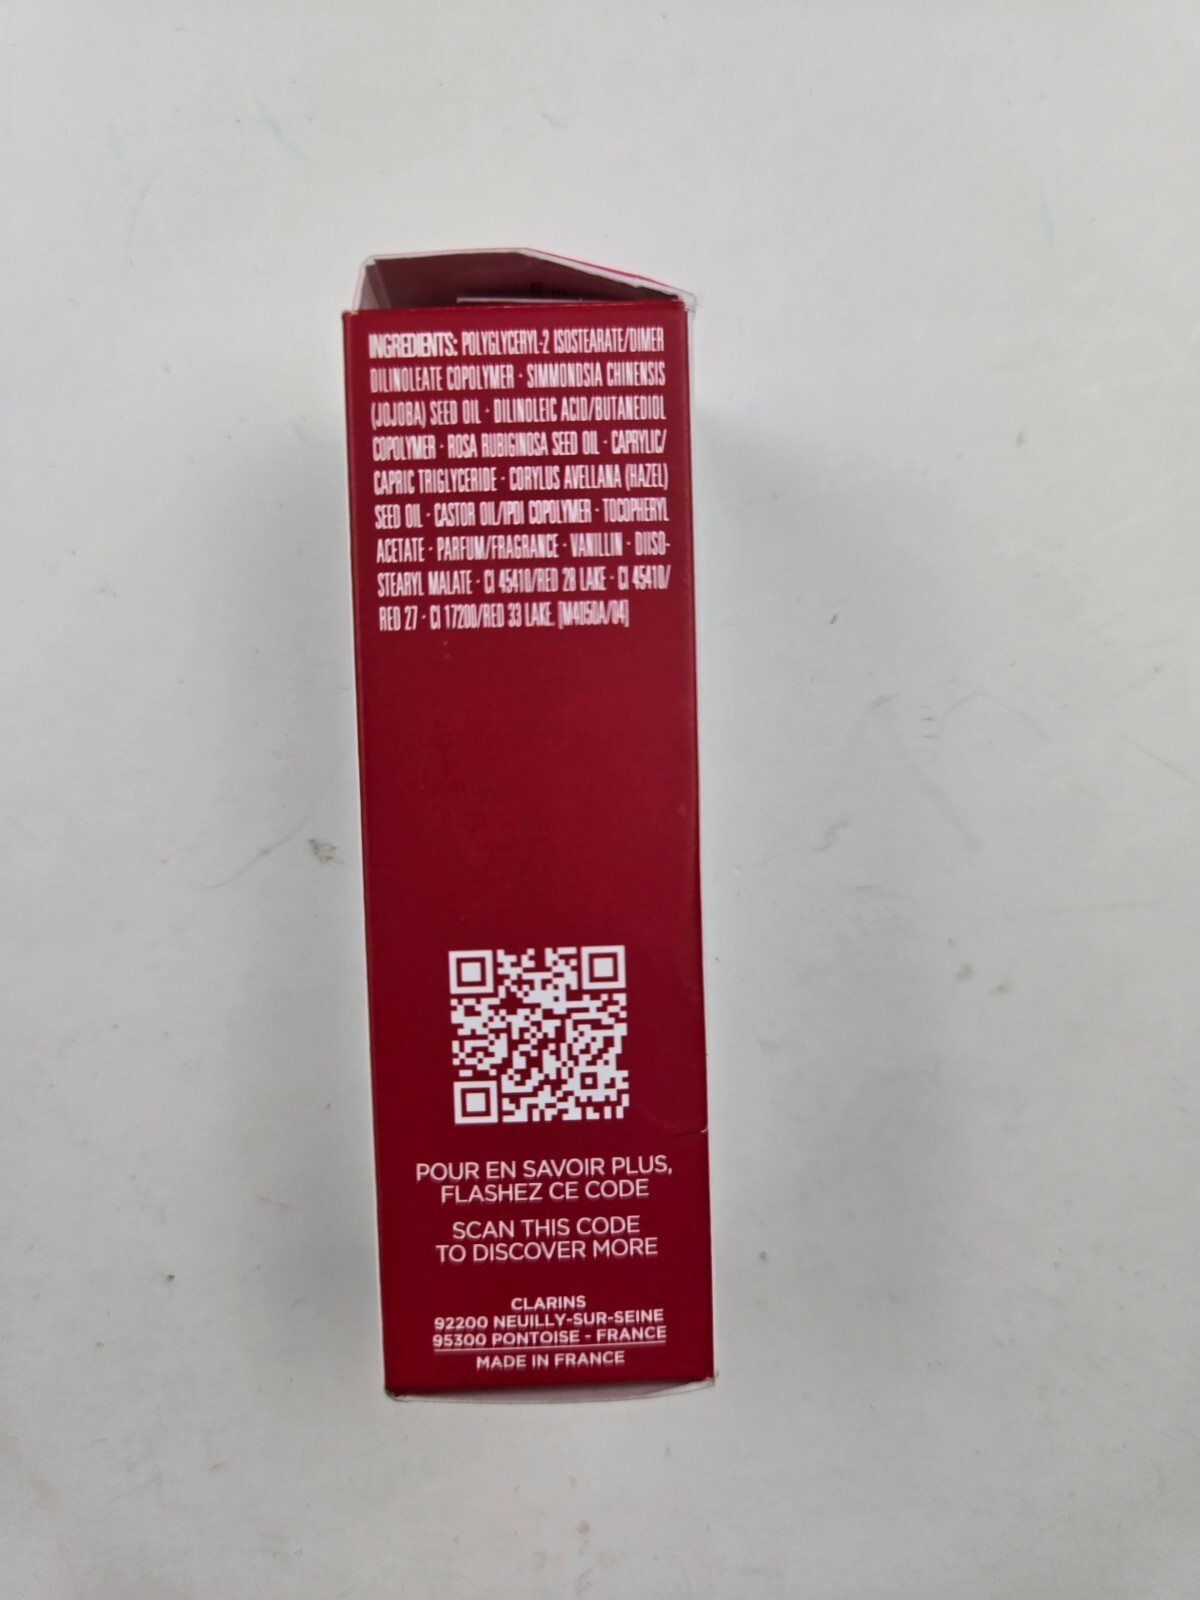 INGREDIENTS: POLYGLYCERYL-2 ISOSTEARATE/DIMER
DILINOLEATE COPOLYMER · SIMMONDSIA CHINENSIS
(JOJOBA) SEED OIL · DILINOLEIC ACID/BUTANEDIOL
COPOLYMER · ROSA RUBIGINOSA SEED OIL · CAPRYLIC/
CAPRIC TRIGLYCERIDE · CORYLUS AVELLANA (HAZEL)
SEED OIL · CASTOR OIL/IPDI COPOLYMER · TOCOPHERYL
ACETATE · PARFUM/FRAGRANCE · VANILLIN · DIISO-
STEARYL MALATE · CI 45410/RED 28 LAKE · CI 45410/
RED 27 · CI 17200/RED 33 LAKE. [M4050A/04]
POUR EN SAVOIR PLUS,
FLASHEZ CE CODE
SCAN THIS CODE
TO DISCOVER MORE
CLARINS
92200 NEUILLY-SUR-SEINE
95300 PONTOISE - FRANCE
MADE IN FRANCE